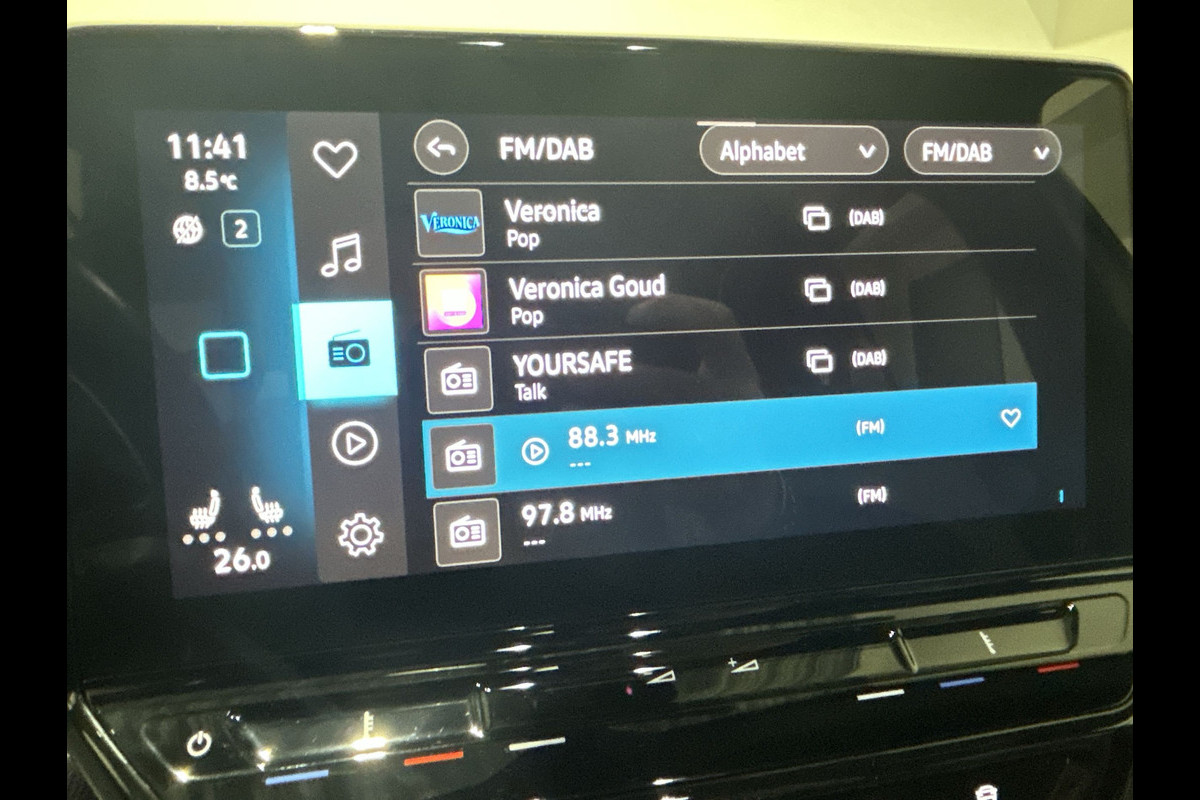 11:41
8.5°C
2
26.0
FM/DAB
Alphabet
FM/DAB
VERONICA
Veronica
Pop
(DAB)
Veronica Goud
Pop
(DAB)
YOURSAFE
Talk
(DAB)
88.3 MHz
---
(FM)
97.8 MHz
---
(FM)